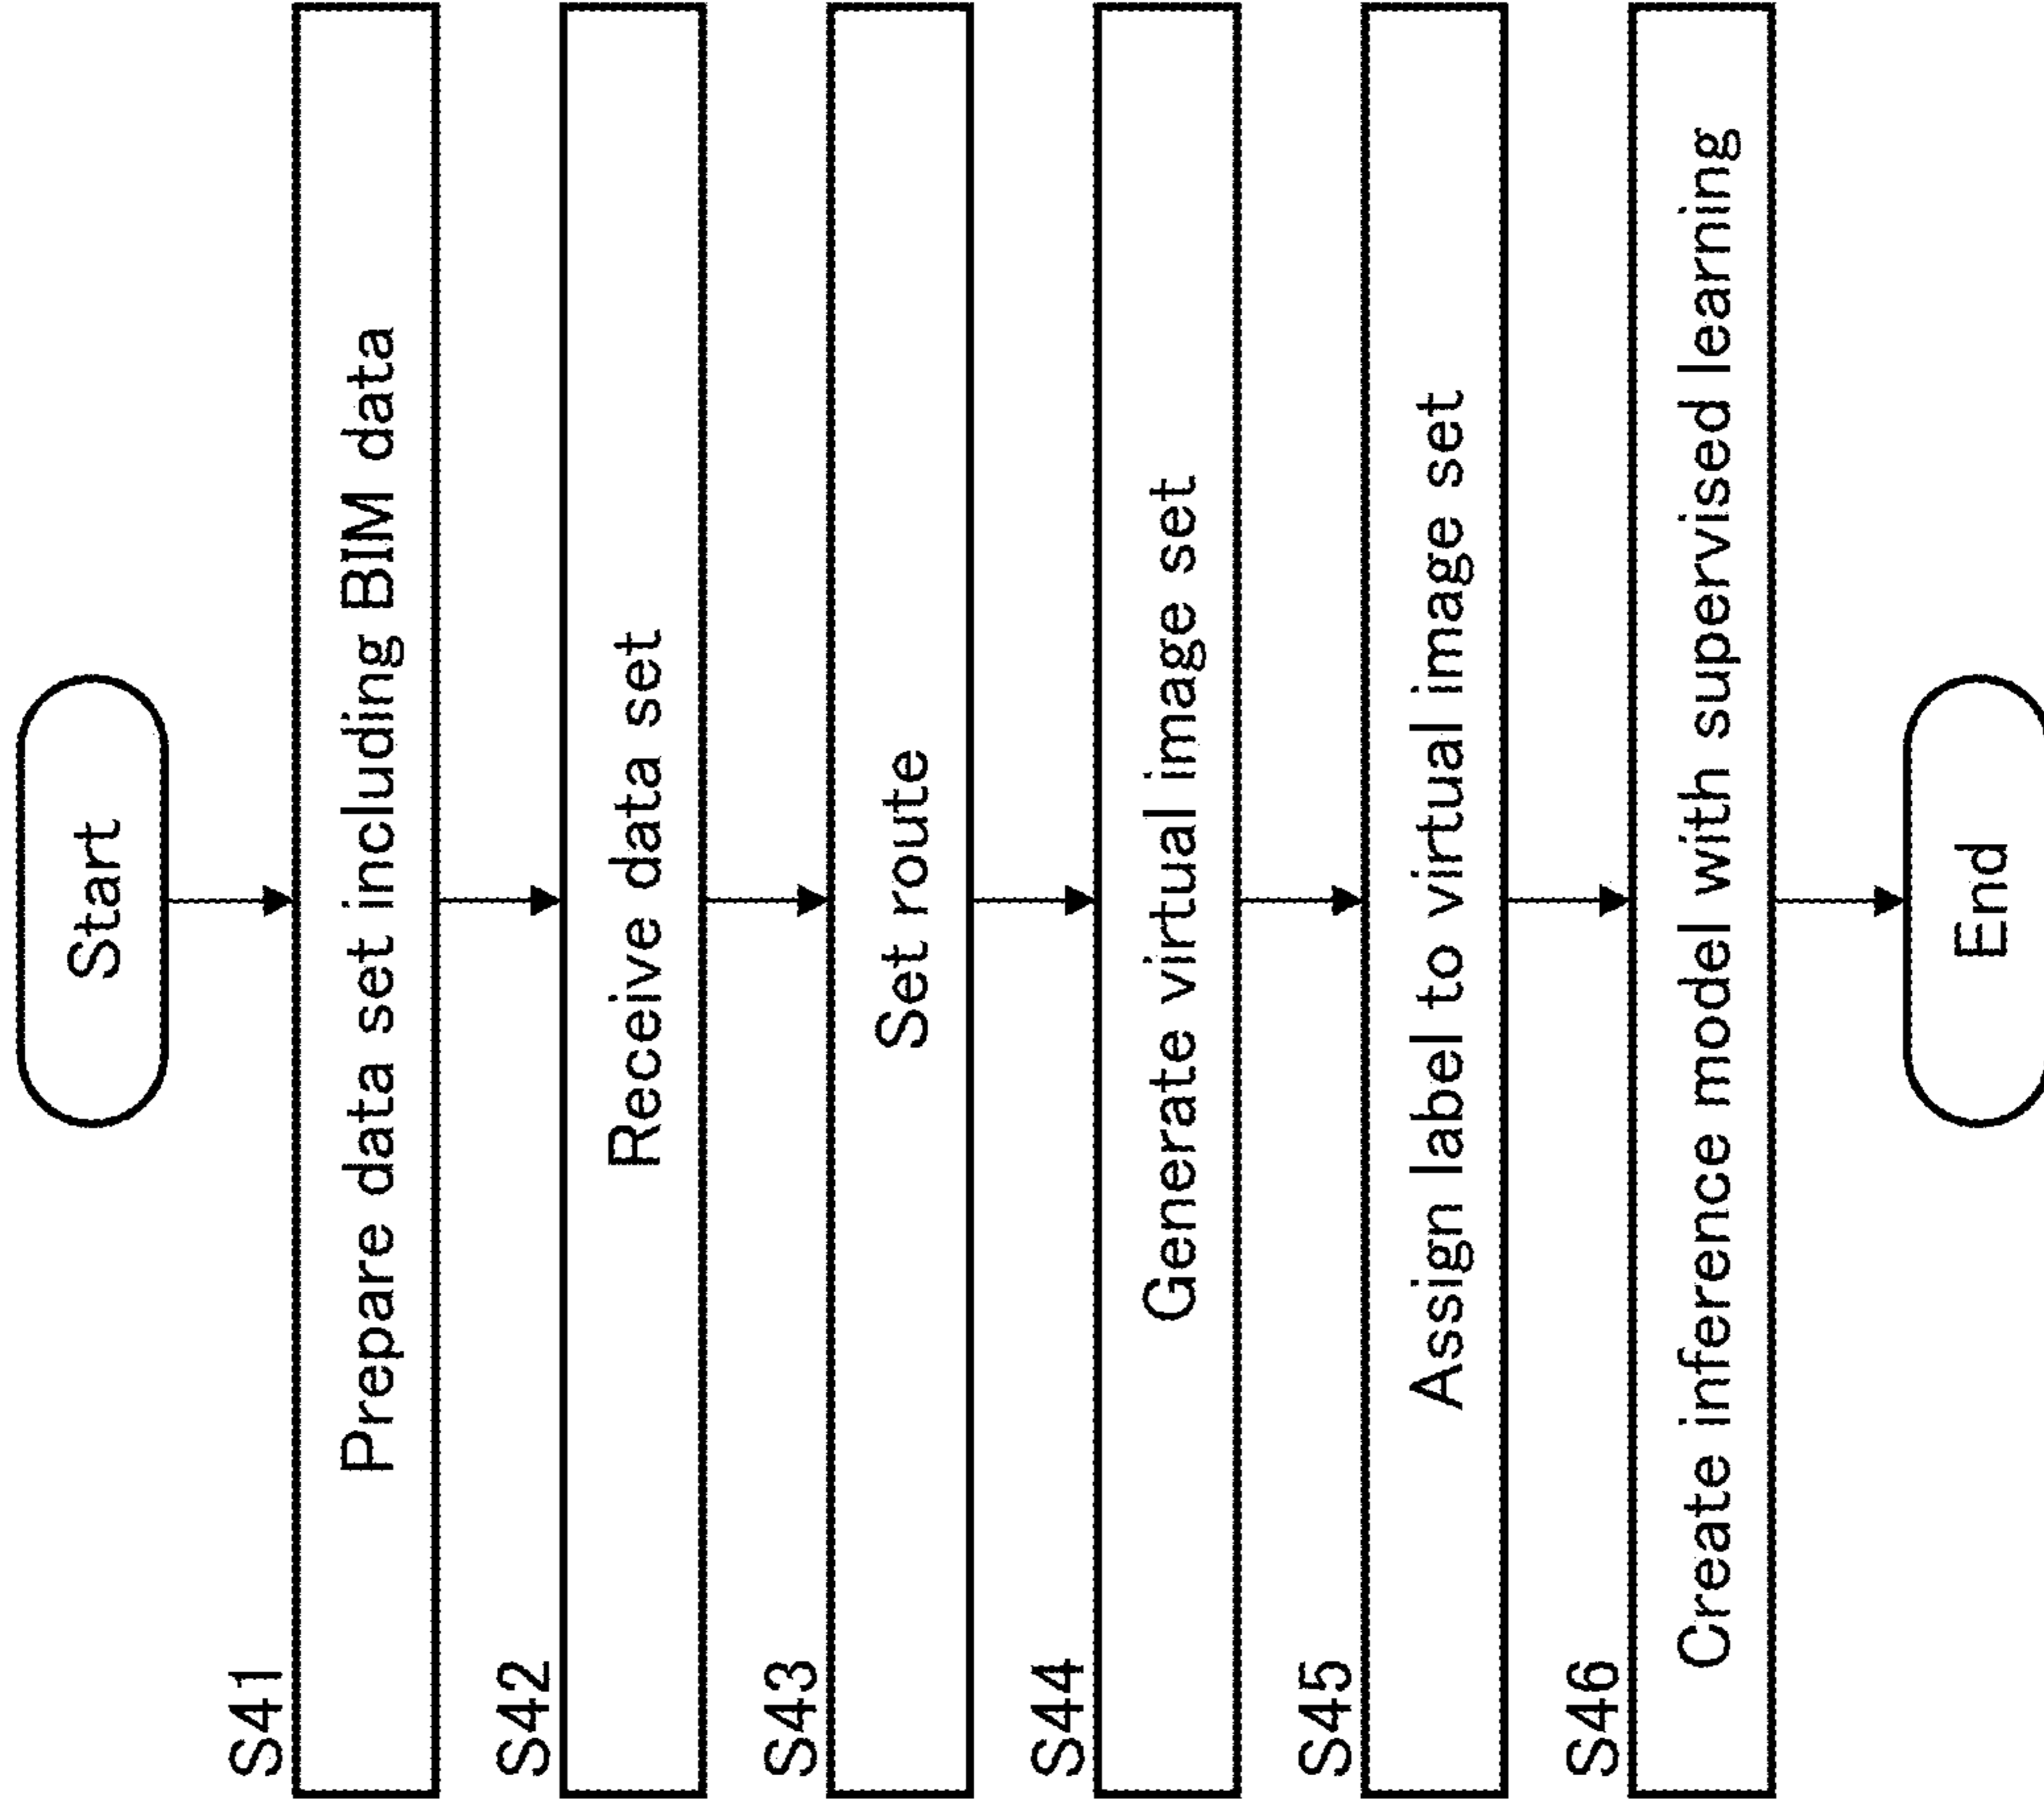 Start
S41
Prepare data set including BIM data
S42
Receive data set
S43
Set route
S44
Generate virtual image set
S45
Assign label to virtual image set
S46
Create inference model with supervised learning
End